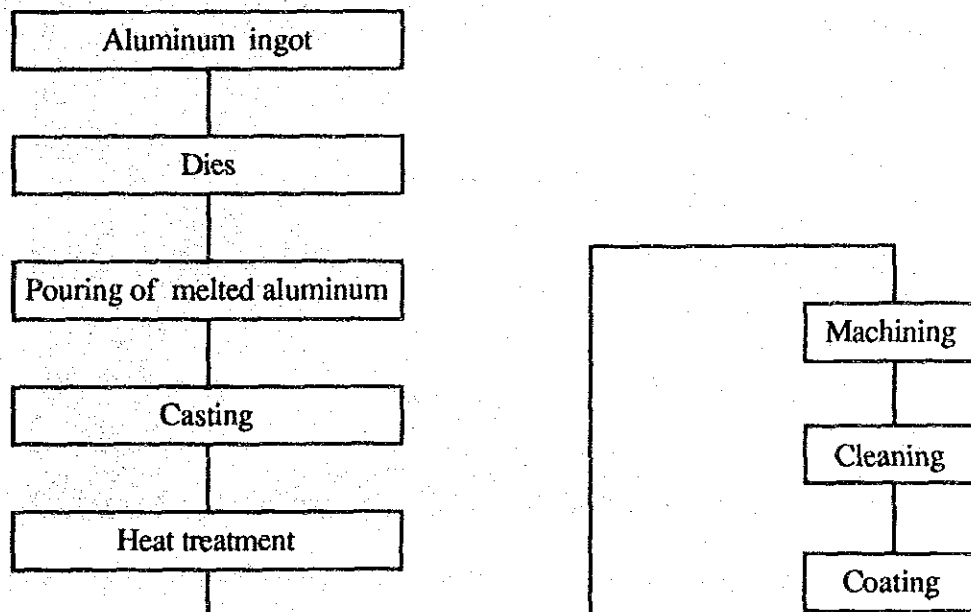 Aluminum ingot
Dies
Pouring of melted aluminum
Casting
Heat treatment
Machining
Cleaning
Coating